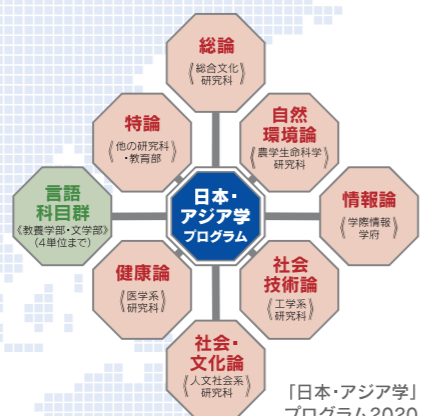 総論
《総合文化
研究科》
特論
《他の研究科
・教育部》
自然
環境論
《農学生命科学
研究科》
言語
科目群
《教養学部・文学部》
(4単位まで)
日本・
アジア学
プログラム
情報論
《学際情報
学府》
健康論
《医学系
研究科》
社会
技術論
《工学系
研究科》
社会・
文化論
《人文社会系
研究科》
「日本・アジア学」
プログラム2020